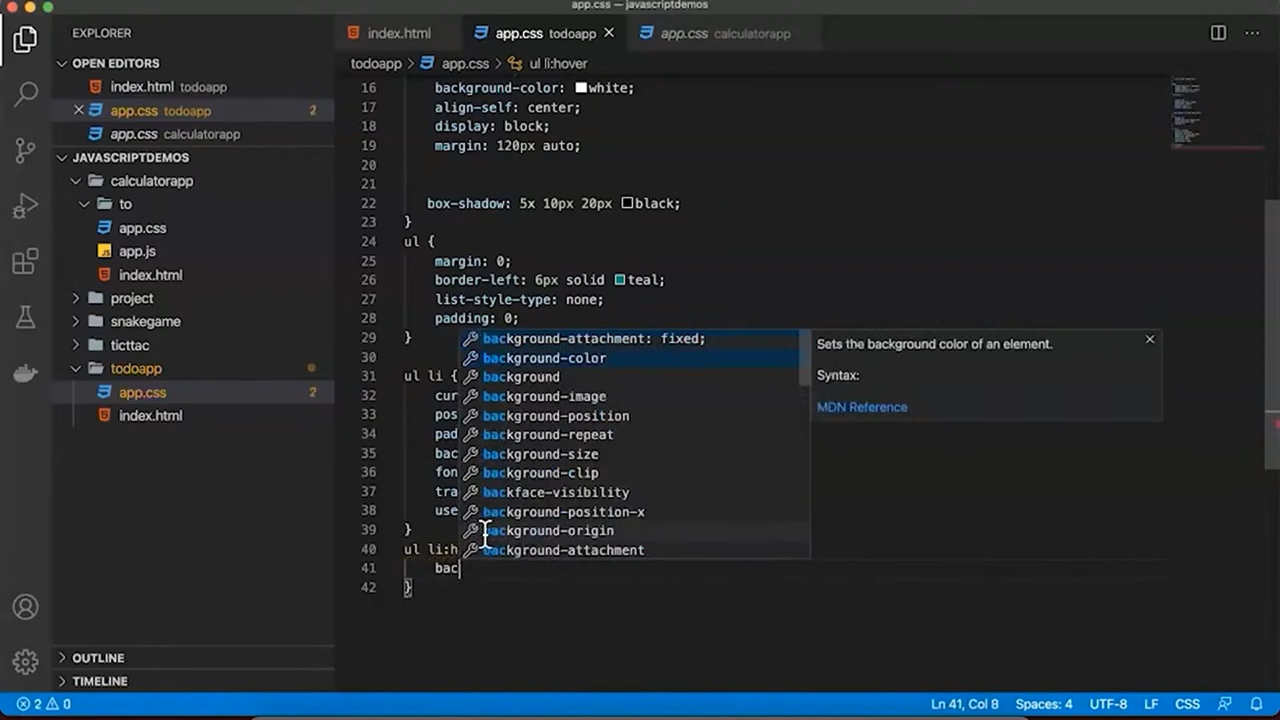 app.css — javascriptdemos
EXPLORER
index.html
app.css todoapp
app.css calculatorapp
OPEN EDITORS
index.html todoapp
app.css todoapp 2
app.css calculatorapp
JAVASCRIPTDEMOS
calculatorapp
to
app.css
app.js
index.html
project
snakegame
ticttac
todoapp
app.css 2
index.html
OUTLINE
TIMELINE
todoapp > app.css > ul li:hover
16 background-color: white;
17 align-self: center;
18 display: block;
19 margin: 120px auto;
20
21
22 box-shadow: 5x 10px 20px black;
23 }
24 ul {
25 margin: 0;
26 border-left: 6px solid teal;
27 list-style-type: none;
28 padding: 0;
29 }
30
31 ul li {
32 cur
33 pos
34 pad
35 bac
36 fon
37 tra
38 use
39 }
40 ul li:h
41 bac
42 }
background-attachment: fixed;
background-color
background
background-image
background-position
background-repeat
background-size
background-clip
backface-visibility
background-position-x
background-origin
background-attachment
Sets the background color of an element.
Syntax:
MDN Reference
2 0
Ln 41, Col 8
Spaces: 4
UTF-8
LF
CSS